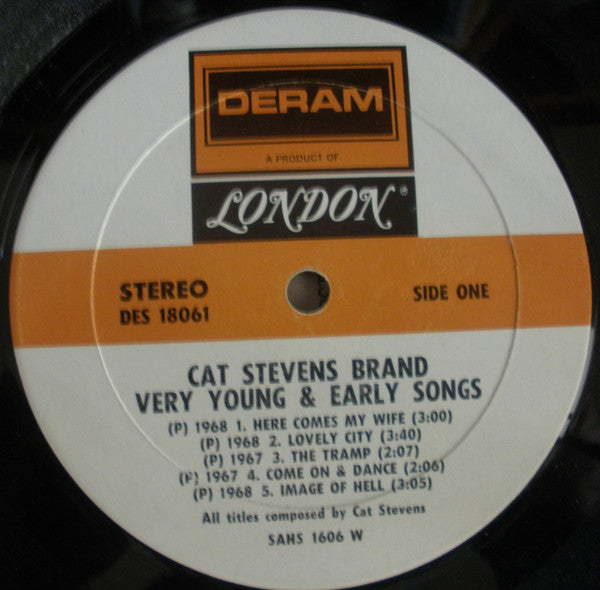 DERAM
A PRODUCT OF
LONDON®
STEREO SIDE ONE
DES 18061
CAT STEVENS BRAND
VERY YOUNG & EARLY SONGS
(P) 1968 1. HERE COMES MY WIFE (3:00)
(P) 1968 2. LOVELY CITY (3:40)
(P) 1967 3. THE TRAMP (2:07)
(P) 1967 4. COME ON & DANCE (2:06)
(P) 1968 5. IMAGE OF HELL (3:05)
All titles composed by Cat Stevens
SAHS 1606 W